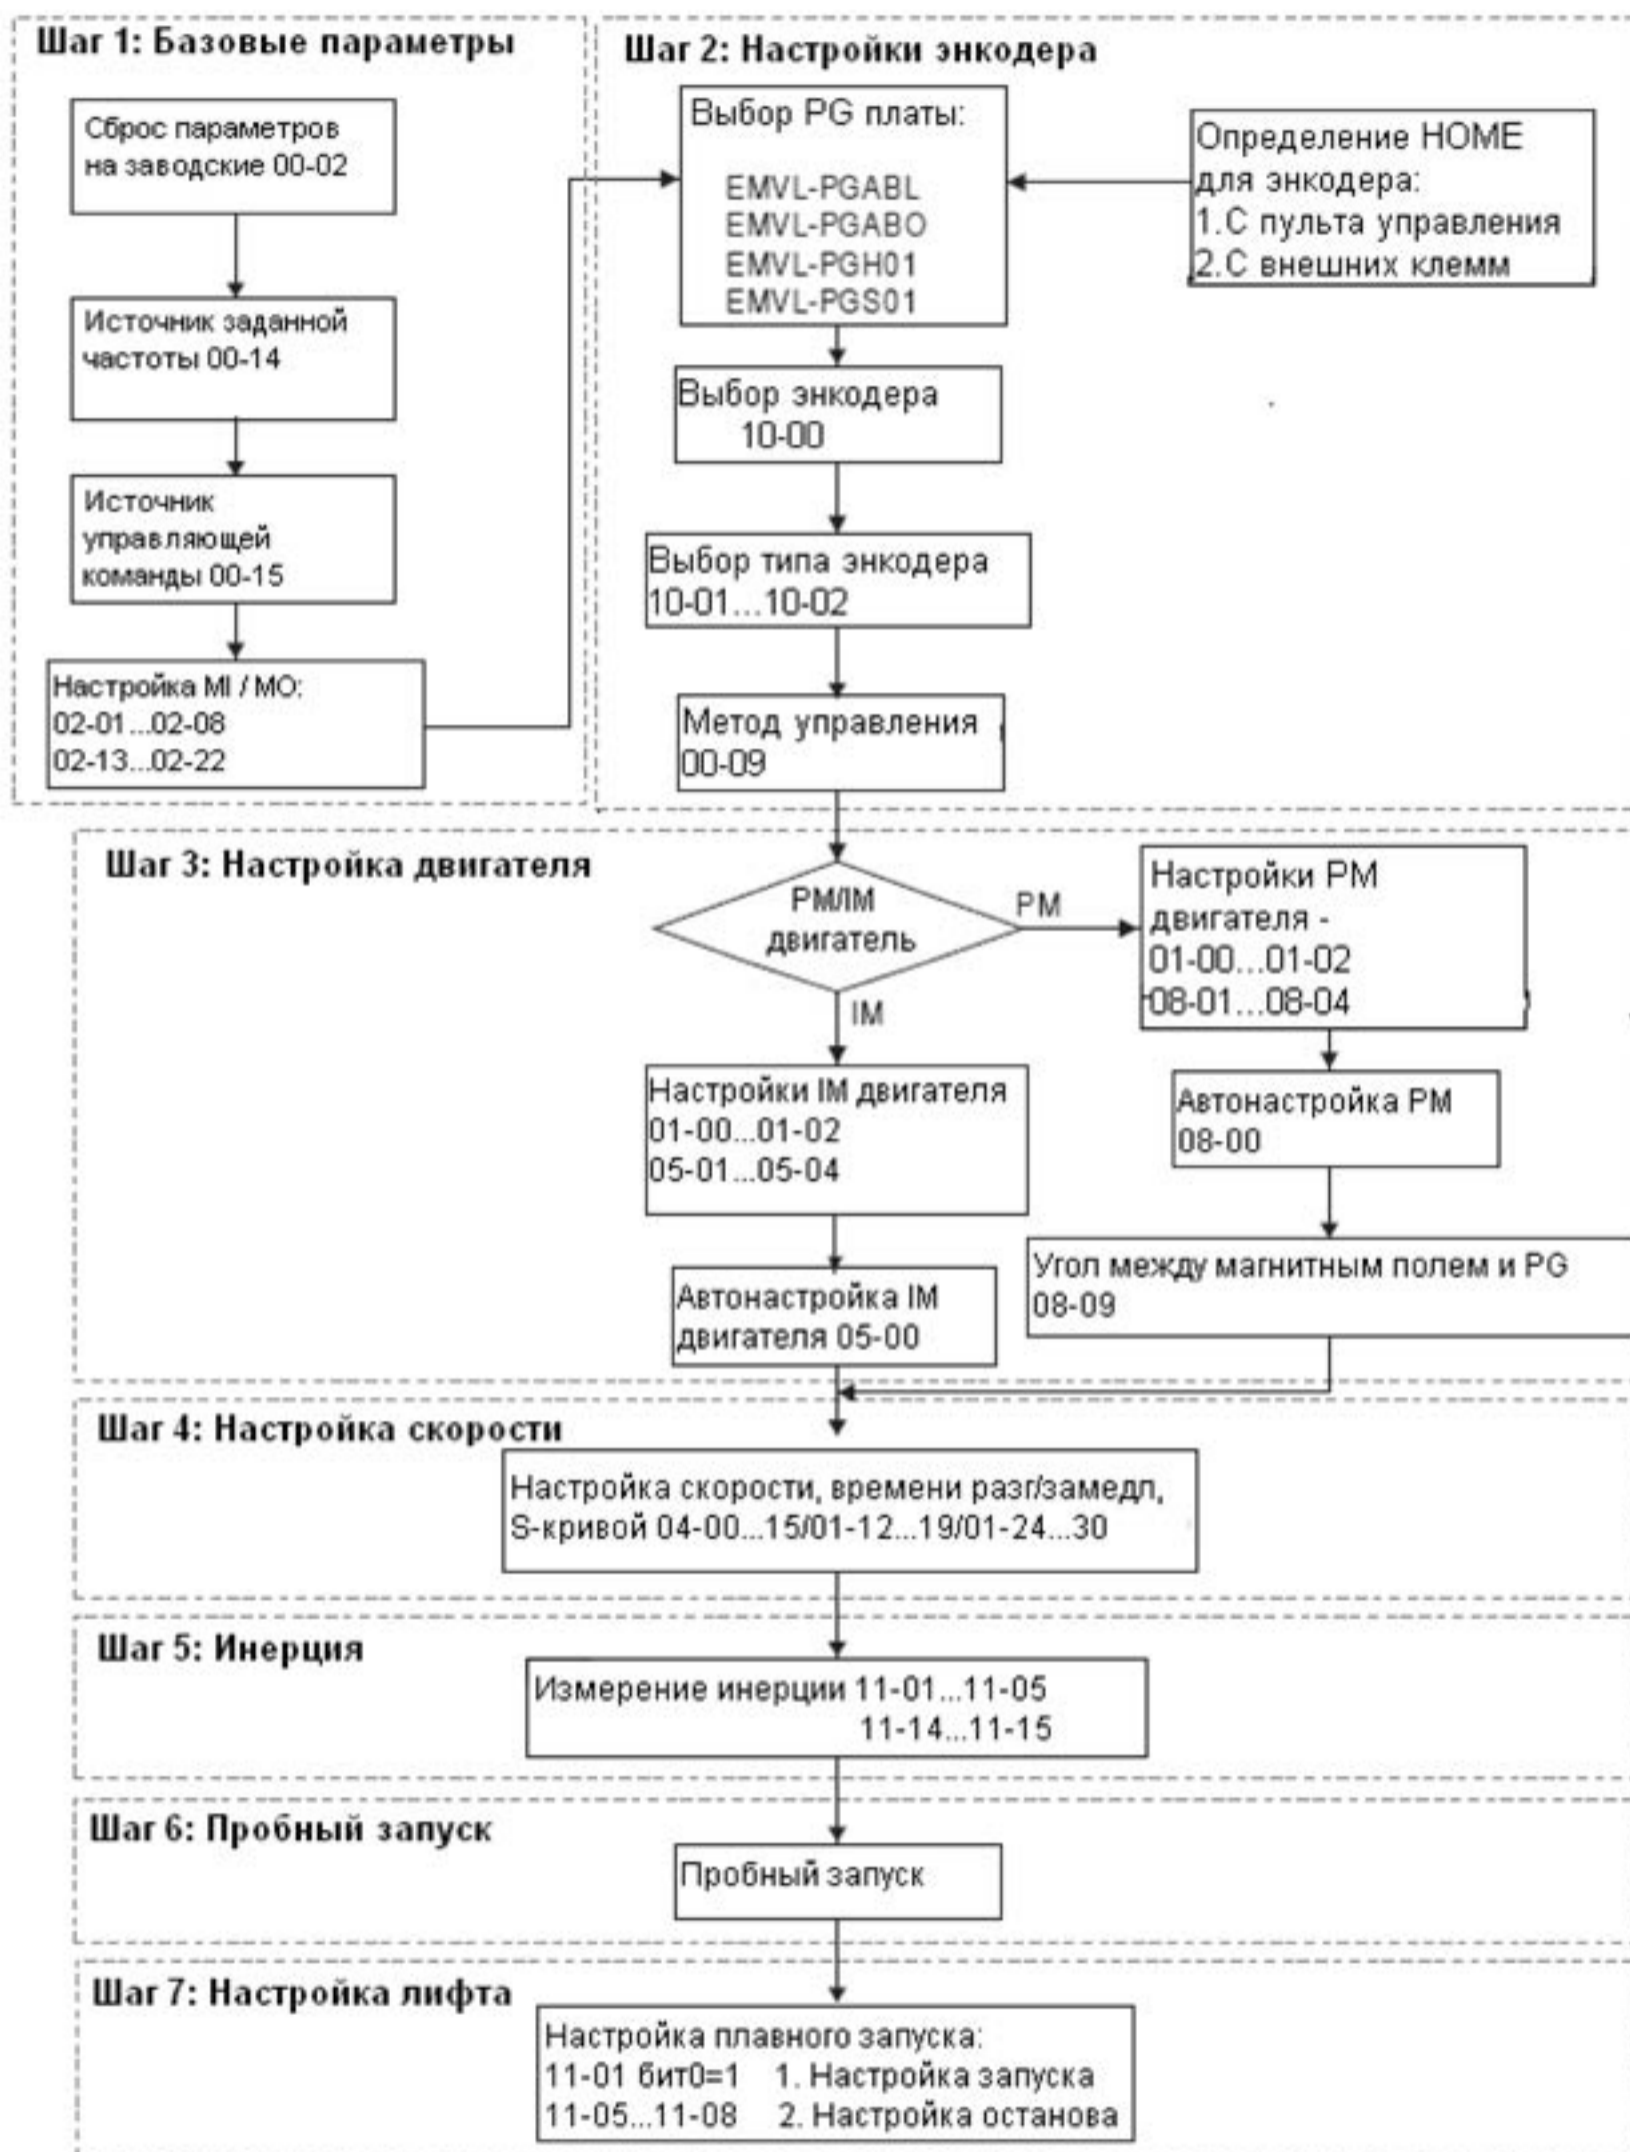 Шаг 1: Базовые параметры
Сброс параметров
на заводские 00-02
Источник заданной
частоты 00-14
Источник
управляющей
команды 00-15
Настройка MI / MO:
02-01...02-08
02-13...02-22
Шаг 2: Настройки энкодера
Выбор PG платы:
EMVL-PGABL
EMVL-PGABO
EMVL-PGH01
EMVL-PGS01
Определение HOME
для энкодера:
1.С пульта управления
2.С внешних клемм
Выбор энкодера
10-00
Выбор типа энкодера
10-01...10-02
Метод управления
00-09
Шаг 3: Настройка двигателя
PM/IM
двигатель
PM
IM
Настройки PM
двигателя -
01-00...01-02
08-01...08-04
Автонастройка PM
08-00
Угол между магнитным полем и PG
08-09
Настройки IM двигателя
01-00...01-02
05-01...05-04
Автонастройка IM
двигателя 05-00
Шаг 4: Настройка скорости
Настройка скорости, времени разг/замедл,
S-кривой 04-00...15/01-12...19/01-24...30
Шаг 5: Инерция
Измерение инерции 11-01...11-05
11-14...11-15
Шаг 6: Пробный запуск
Пробный запуск
Шаг 7: Настройка лифта
Настройка плавного запуска:
11-01 бит0=1 1. Настройка запуска
11-05...11-08 2. Настройка останова